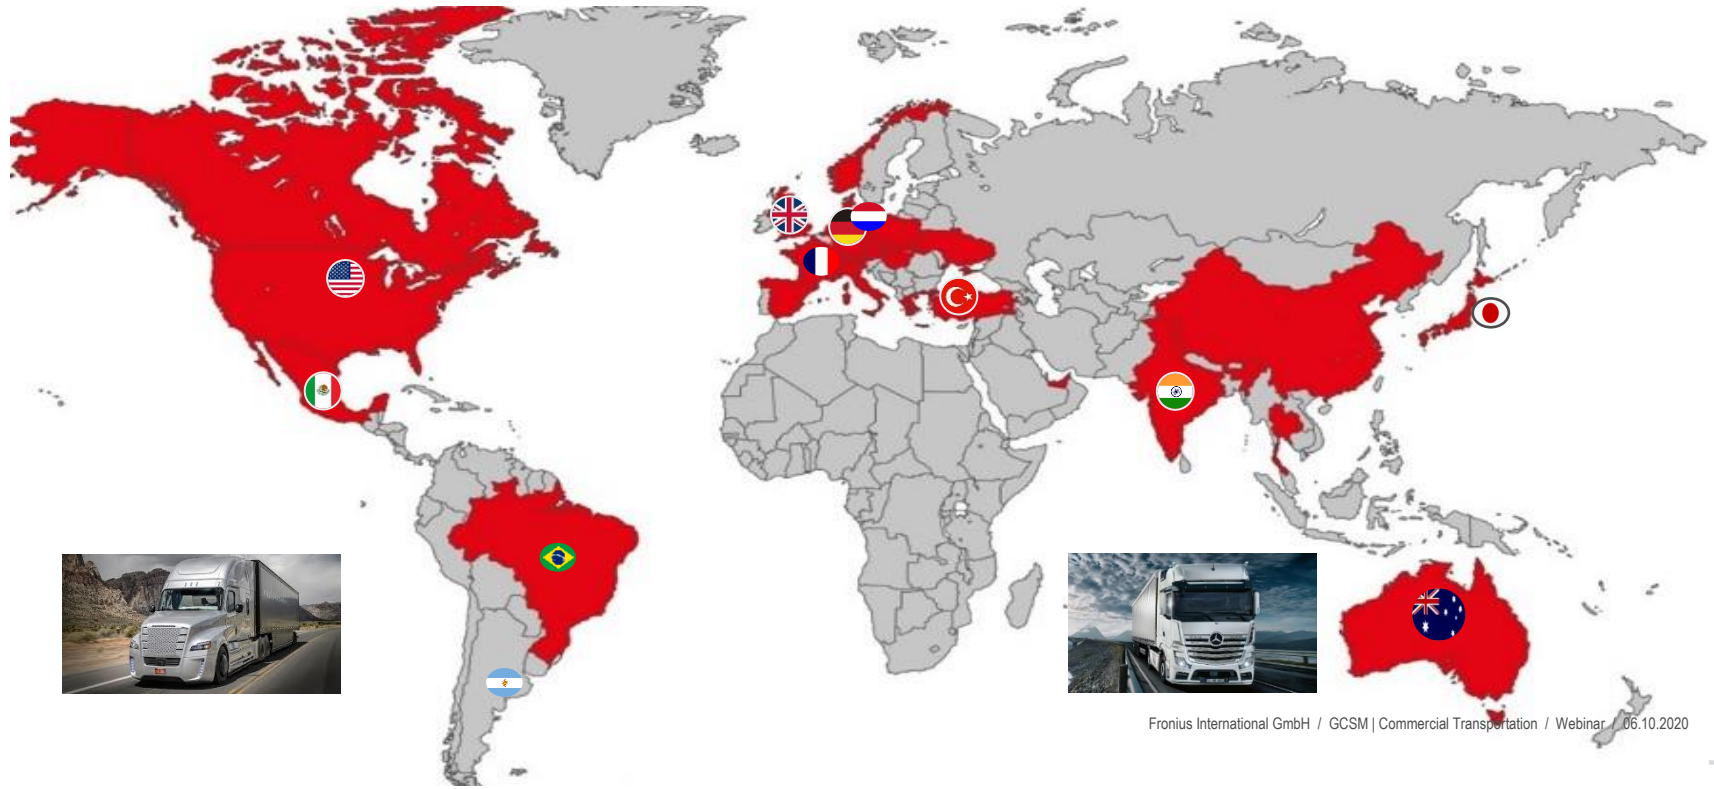 Fronius International GmbH / GCSM | Commercial Transportation / Webinar / 06.10.2020